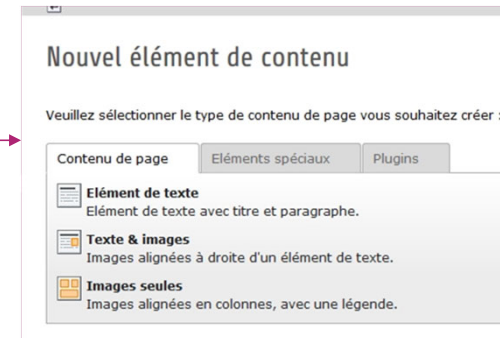 Nouvel élément de contenu
Veuillez sélectionner le type de contenu de page vous souhaitez créer :
Contenu de page Eléments spéciaux Plugins
Elément de texte
Elément de texte avec titre et paragraphe.
Texte & images
Images alignées à droite d'un élément de texte.
Images seules
Images alignées en colonnes, avec une légende.